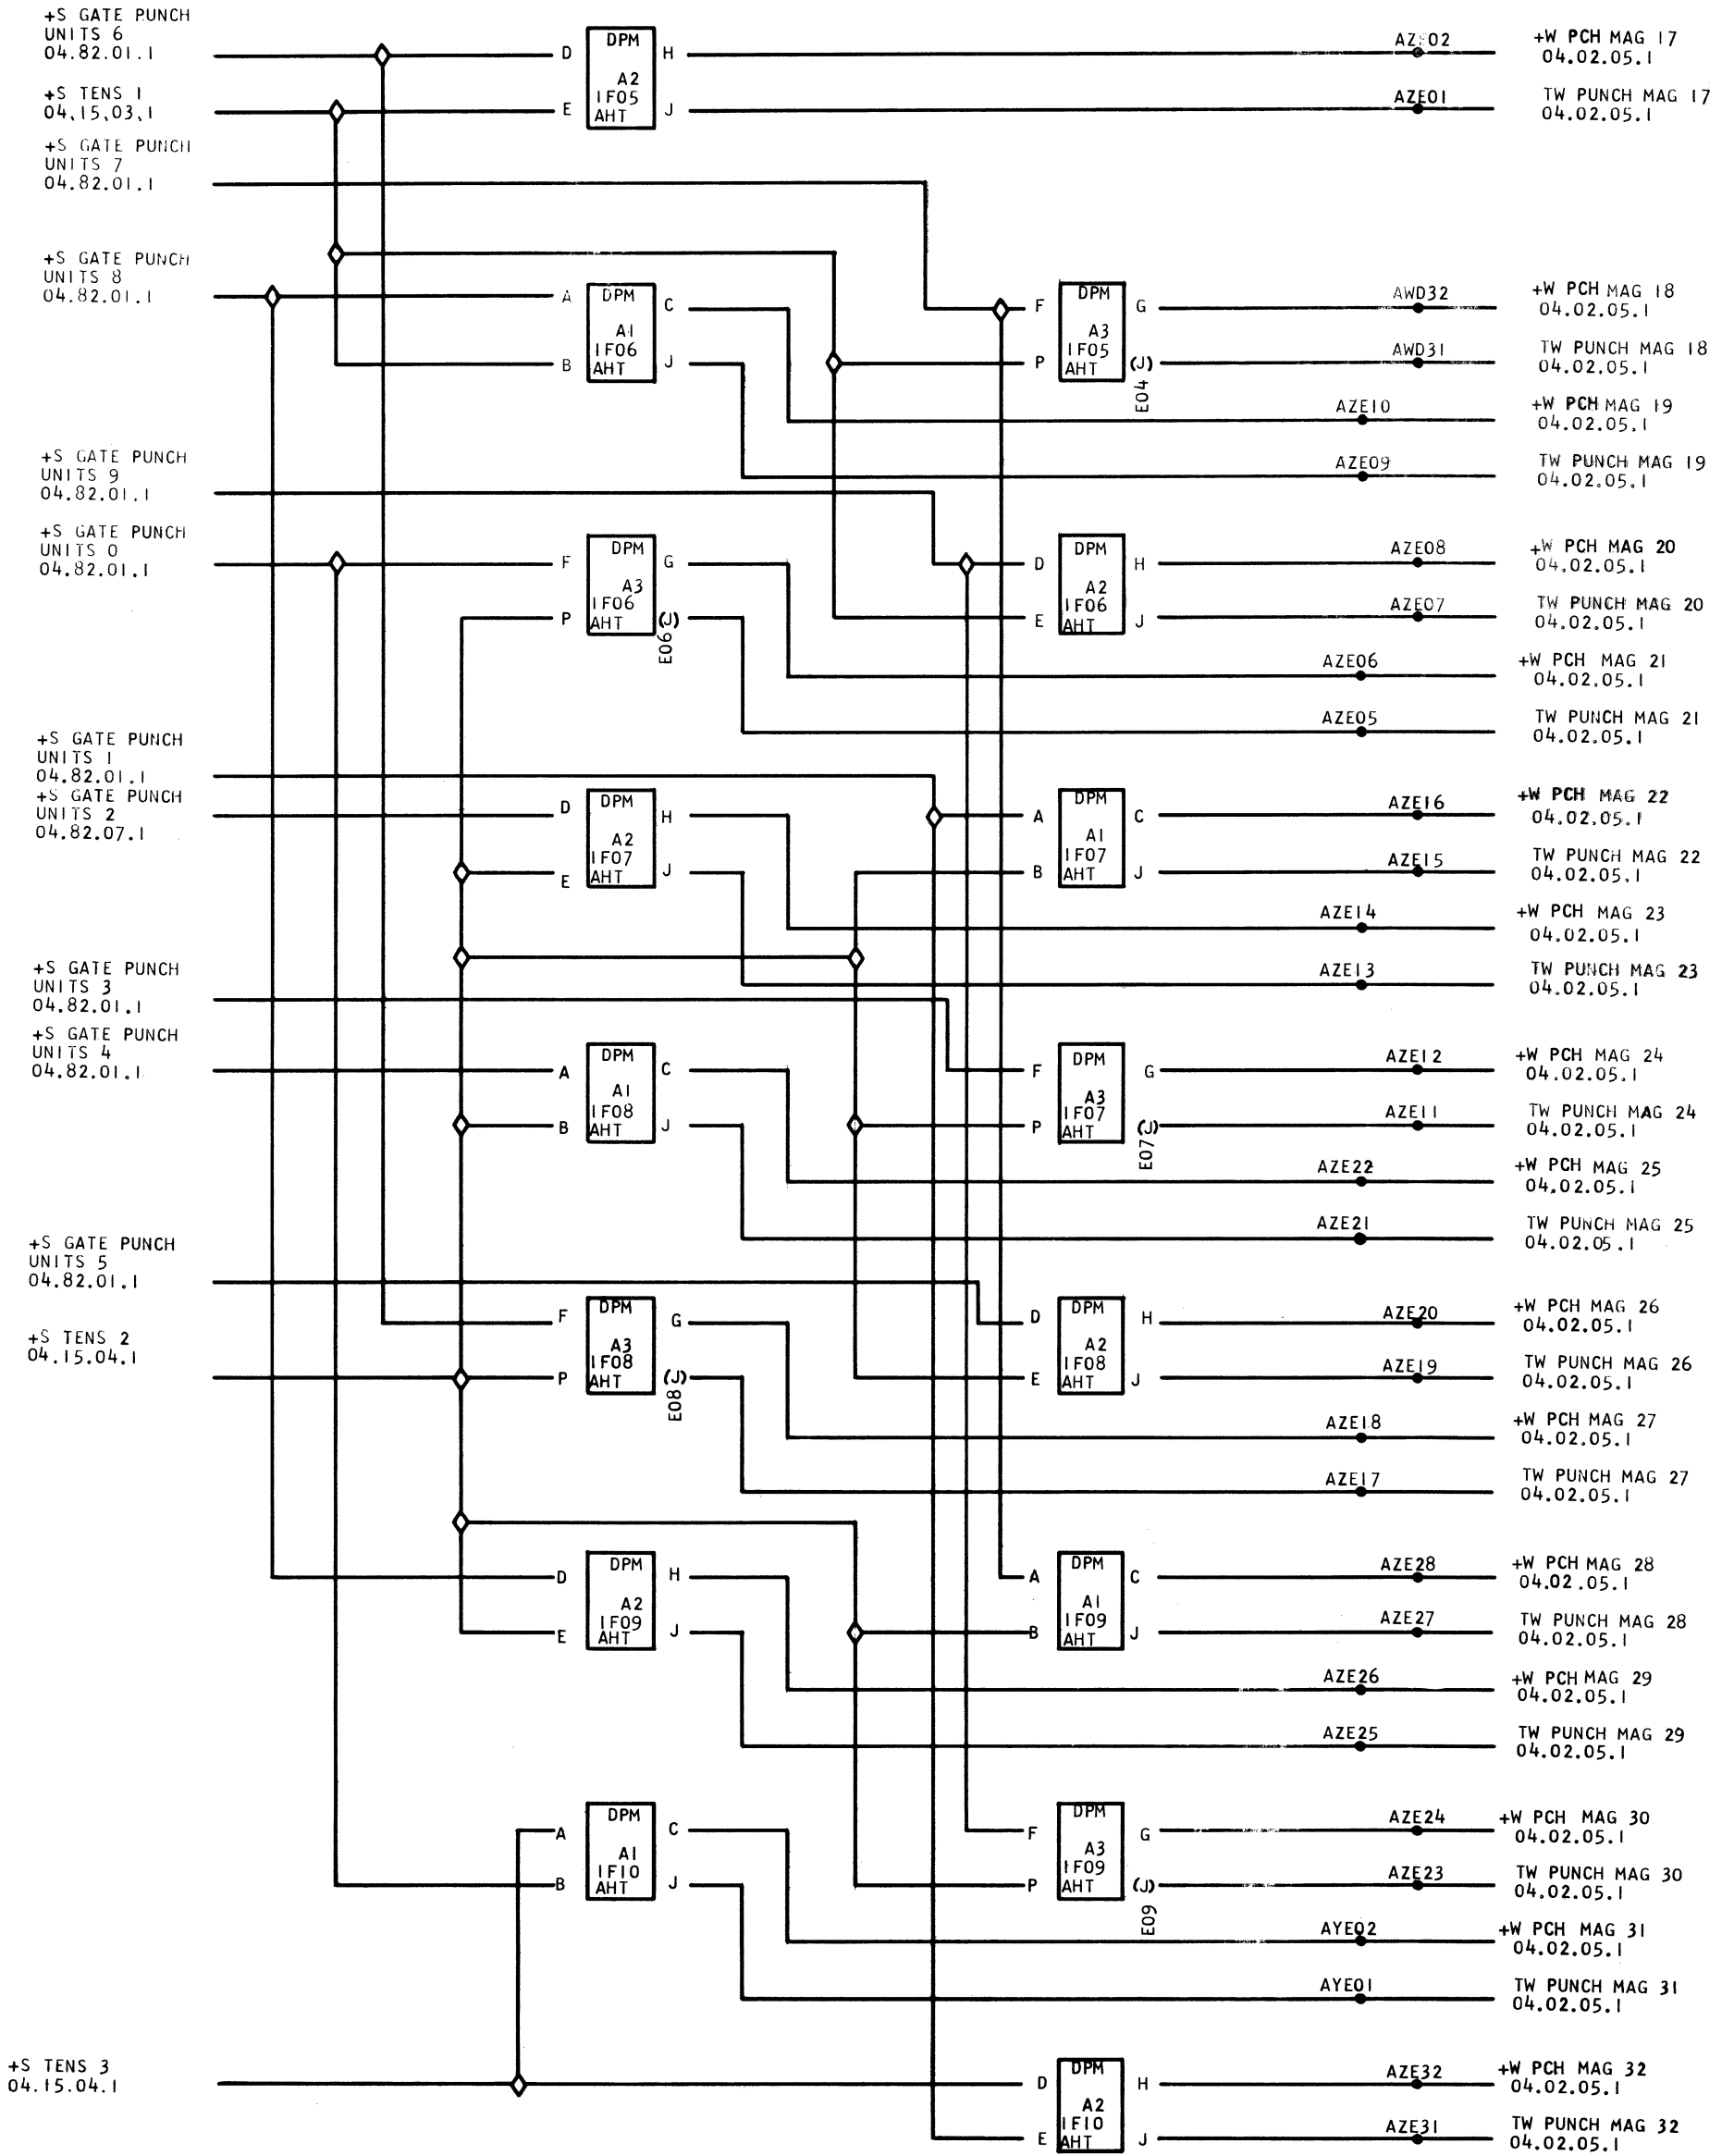 +S GATE PUNCH
UNITS 6
04.82.01.1
+S TENS 1
04.15.03.1
+S GATE PUNCH
UNITS 7
04.82.01.1
+S GATE PUNCH
UNITS 8
04.82.01.1
+S GATE PUNCH
UNITS 9
04.82.01.1
+S GATE PUNCH
UNITS 0
04.82.01.1
+S GATE PUNCH
UNITS 1
04.82.01.1
+S GATE PUNCH
UNITS 2
04.82.07.1
+S GATE PUNCH
UNITS 3
04.82.01.1
+S GATE PUNCH
UNITS 4
04.82.01.1
+S GATE PUNCH
UNITS 5
04.82.01.1
+S TENS 2
04.15.04.1
+S TENS 3
04.15.04.1
D DPM H
A2
1F05
E AHT J
A DPM C
A1
1F06
B AHT J
F DPM G
A3
1F06
P AHT (J)
E06
D DPM H
A2
1F07
E AHT J
A DPM C
A1
1F08
B AHT J
F DPM G
A3
1F08
P AHT (J)
E08
D DPM H
A2
1F09
E AHT J
A DPM C
A1
1F10
B AHT J
F DPM G
A3
1F05
P AHT (J)
E04
D DPM H
A2
1F06
E AHT J
A DPM C
A1
1F07
B AHT J
F DPM G
A3
1F07
P AHT (J)
E07
D DPM H
A2
1F08
E AHT J
A DPM C
A1
1F09
B AHT J
F DPM G
A3
1F09
P AHT (J)
E09
D DPM H
A2
1F10
E AHT J
AZE02 +W PCH MAG 17
04.02.05.1
AZE01 TW PUNCH MAG 17
04.02.05.1
AWD32 +W PCH MAG 18
04.02.05.1
AWD31 TW PUNCH MAG 18
04.02.05.1
AZE10 +W PCH MAG 19
04.02.05.1
AZE09 TW PUNCH MAG 19
04.02.05.1
AZE08 +W PCH MAG 20
04.02.05.1
AZE07 TW PUNCH MAG 20
04.02.05.1
AZE06 +W PCH MAG 21
04.02.05.1
AZE05 TW PUNCH MAG 21
04.02.05.1
AZE16 +W PCH MAG 22
04.02.05.1
AZE15 TW PUNCH MAG 22
04.02.05.1
AZE14 +W PCH MAG 23
04.02.05.1
AZE13 TW PUNCH MAG 23
04.02.05.1
AZE12 +W PCH MAG 24
04.02.05.1
AZE11 TW PUNCH MAG 24
04.02.05.1
AZE22 +W PCH MAG 25
04.02.05.1
AZE21 TW PUNCH MAG 25
04.02.05.1
AZE20 +W PCH MAG 26
04.02.05.1
AZE19 TW PUNCH MAG 26
04.02.05.1
AZE18 +W PCH MAG 27
04.02.05.1
AZE17 TW PUNCH MAG 27
04.02.05.1
AZE28 +W PCH MAG 28
04.02.05.1
AZE27 TW PUNCH MAG 28
04.02.05.1
AZE26 +W PCH MAG 29
04.02.05.1
AZE25 TW PUNCH MAG 29
04.02.05.1
AZE24 +W PCH MAG 30
04.02.05.1
AZE23 TW PUNCH MAG 30
04.02.05.1
AYE02 +W PCH MAG 31
04.02.05.1
AYE01 TW PUNCH MAG 31
04.02.05.1
AZE32 +W PCH MAG 32
04.02.05.1
AZE31 TW PUNCH MAG 32
04.02.05.1